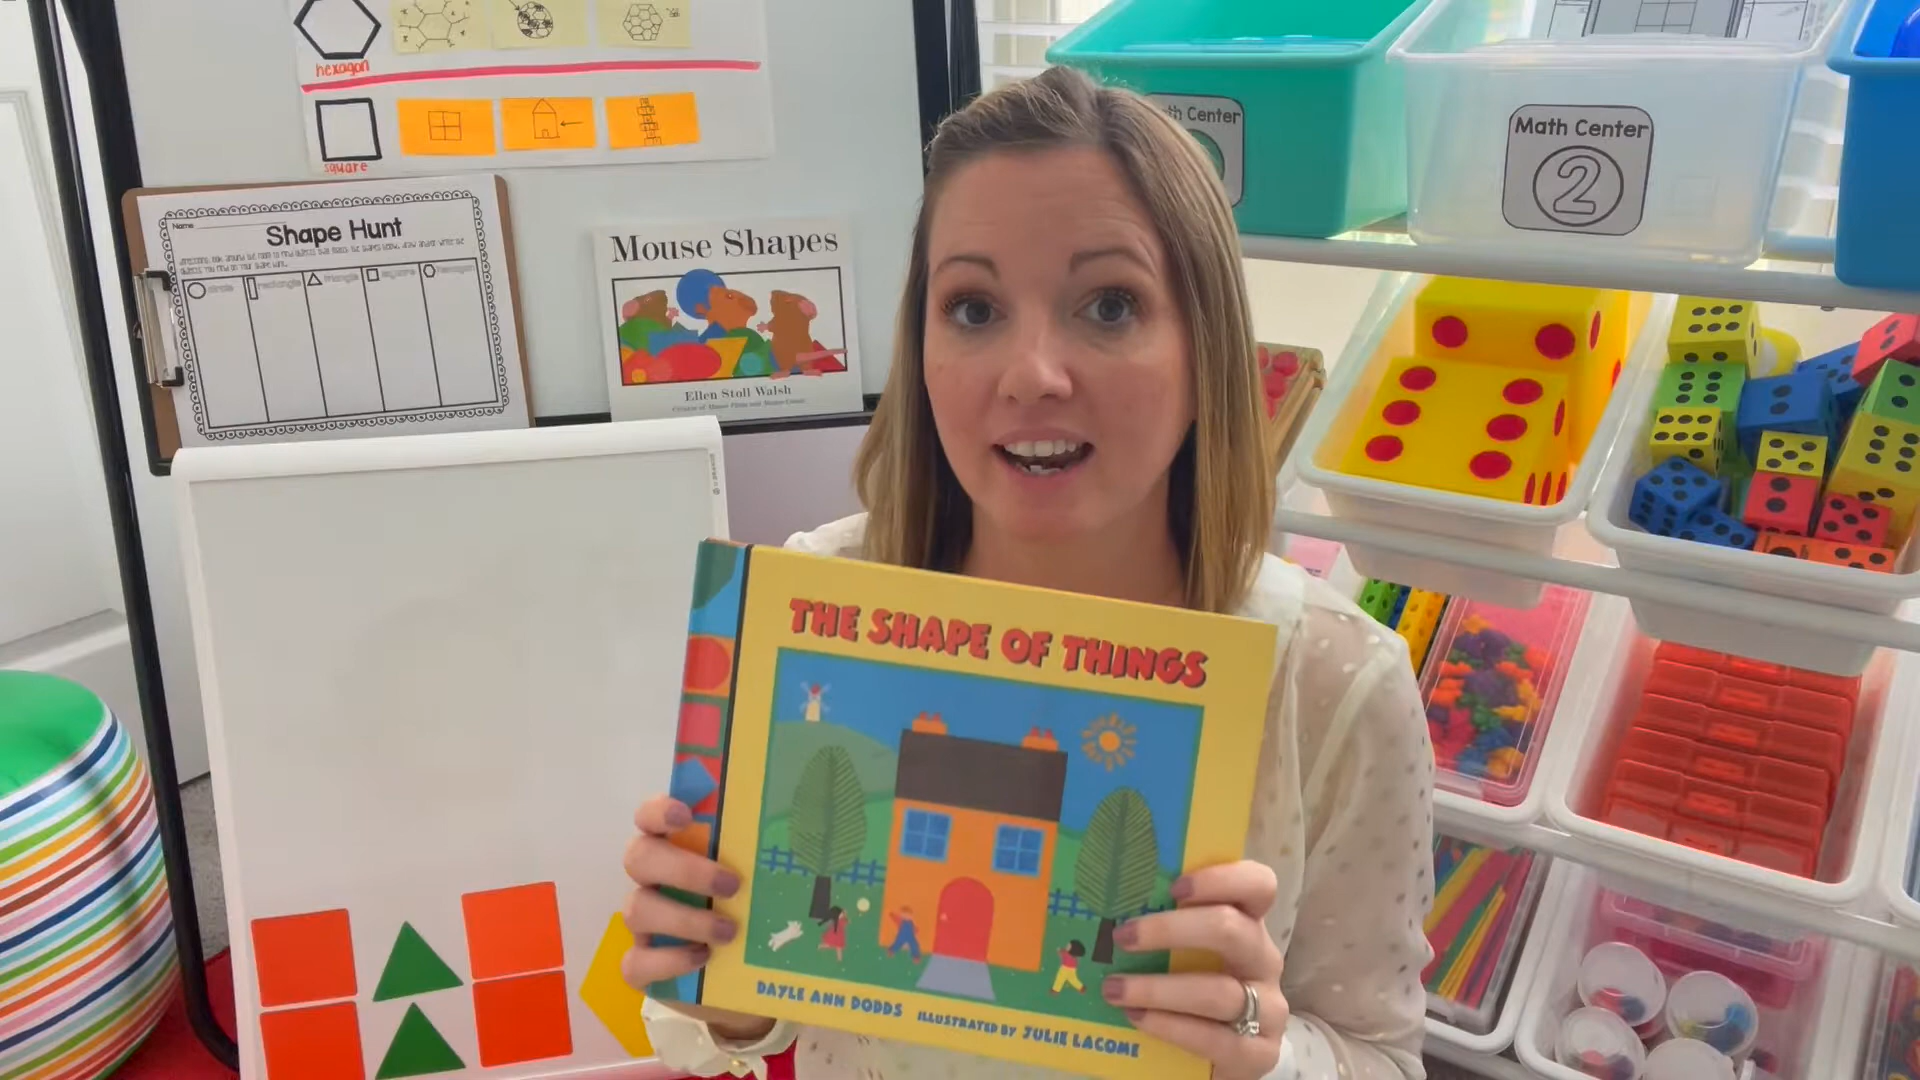 hexagon
square
Name
Shape Hunt
circle
rectangle
triangle
square
hexagon
Mouse Shapes
Ellen Stoll Walsh
Math Center
Math Center
2
THE SHAPE OF THINGS
DAYLE ANN DODDS ILLUSTRATED BY JULIE LACOME